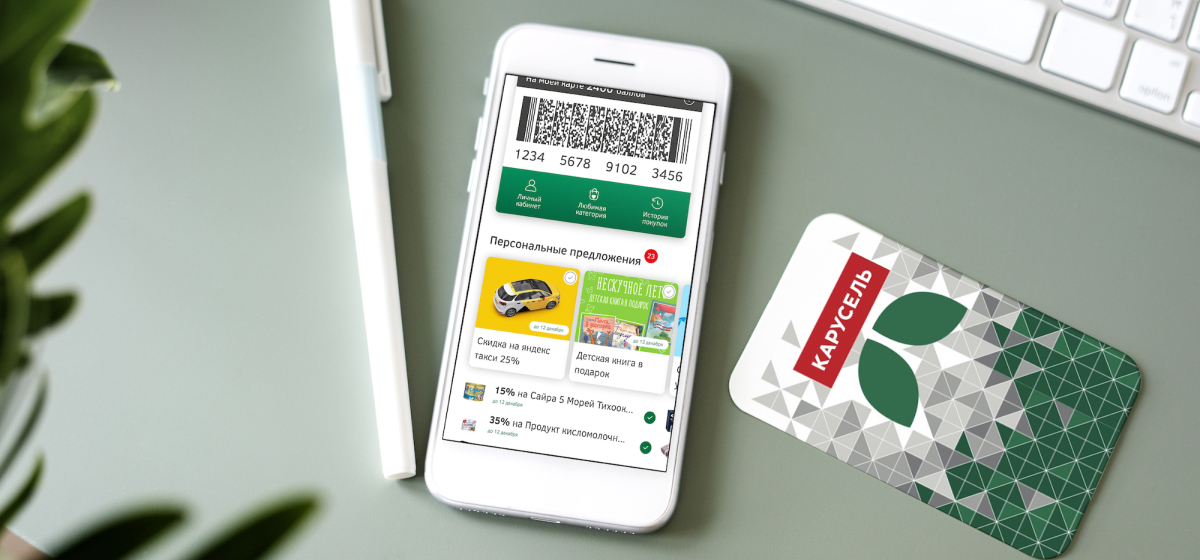 На моей карте 2400 баллов
1234 5678 9102 3456
Личный
кабинет
Любимая
категория
История
покупок
Персональные предложения 23
до 12 декабря
Скидка на яндекс
такси 25%
НЕСКУЧНОЕ ЛЕТ
ДЕТСКАЯ КНИГА В ПОДАРОК
до 12 декабря
Детская книга в
подарок
15% на Сайра 5 Морей Тихоок...
до 12 декабря
35% на Продукт кисломолочн...
до 12 декабря
КАРУСЕЛЬ
option